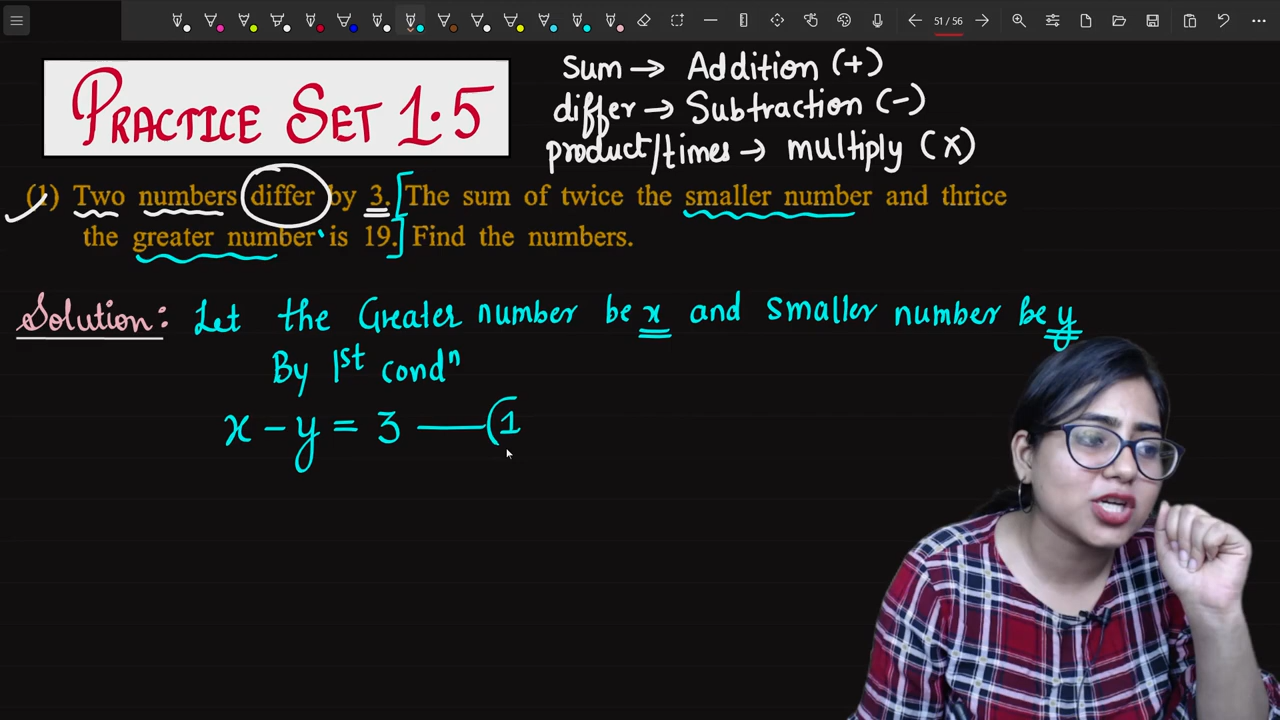 51 / 56
PRACTICE SET 1.5
Sum → Addition (+)
differ → Subtraction (-)
product/times → multiply (x)
(1) Two numbers differ by 3. [The sum of twice the smaller number and thrice
the greater number is 19.] Find the numbers.
Solution: Let the Greater number be x and Smaller number be y
By 1st condn
x - y = 3 —— (1